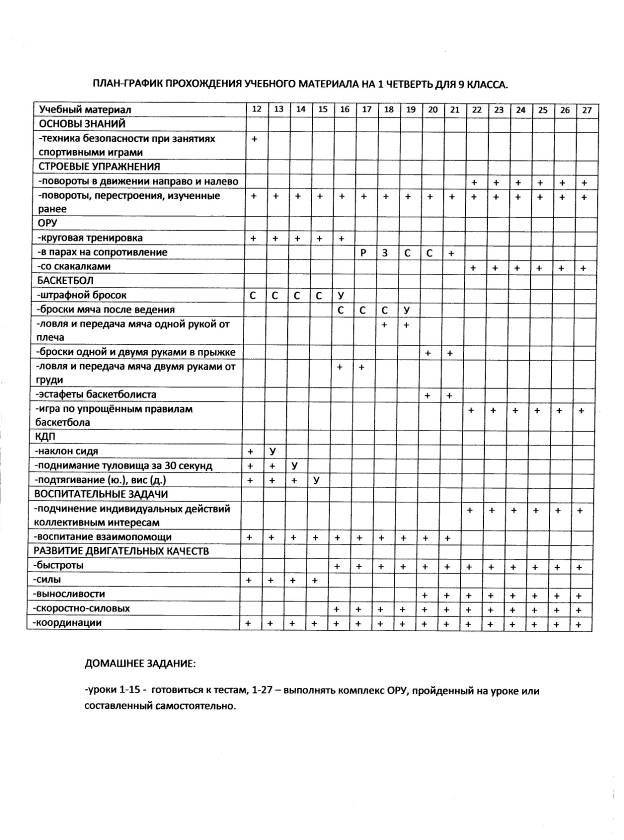 ПЛАН-ГРАФИК ПРОХОЖДЕНИЯ УЧЕБНОГО МАТЕРИАЛА НА 1 ЧЕТВЕРТЬ ДЛЯ 9 КЛАССА.
Учебный материал 12 13 14 15 16 17 18 19 20 21 22 23 24 25 26 27
ОСНОВЫ ЗНАНИЙ
-техника безопасности при занятиях +
спортивными играми
СТРОЕВЫЕ УПРАЖНЕНИЯ
-повороты в движении направо и налево + + + + + +
-повороты, перестроения, изученные + + + + + + + + + + + + + + + +
ранее
ОРУ
-круговая тренировка + + + + +
-в парах на сопротивление Р З С С +
-со скакалками + + + + + +
БАСКЕТБОЛ
-штрафной бросок С С С С У
-броски мяча после ведения С С С У
-ловля и передача мяча одной рукой от + +
плеча
-броски одной и двумя руками в прыжке + +
-ловля и передача мяча двумя руками от + +
груди
-эстафеты баскетболиста + +
-игра по упрощённым правилам + + + + + +
баскетбола
КДП
-наклон сидя + У
-поднимание туловища за 30 секунд + + У
-подтягивание (ю.), вис (д.) + + + У
ВОСПИТАТЕЛЬНЫЕ ЗАДАЧИ
-подчинение индивидуальных действий + + + + + +
коллективным интересам
-воспитание взаимопомощи + + + + + + + + + +
РАЗВИТИЕ ДВИГАТЕЛЬНЫХ КАЧЕСТВ
-быстроты + + + + + + + + + + + +
-силы + + + +
-выносливости + + + + + + + +
-скоростно-силовых + + + + + + + + + + + +
-координации + + + + + + + + + + + + + + + +
ДОМАШНЕЕ ЗАДАНИЕ:
-уроки 1-15 - готовиться к тестам, 1-27 – выполнять комплекс ОРУ, пройденный на уроке или
составленный самостоятельно.